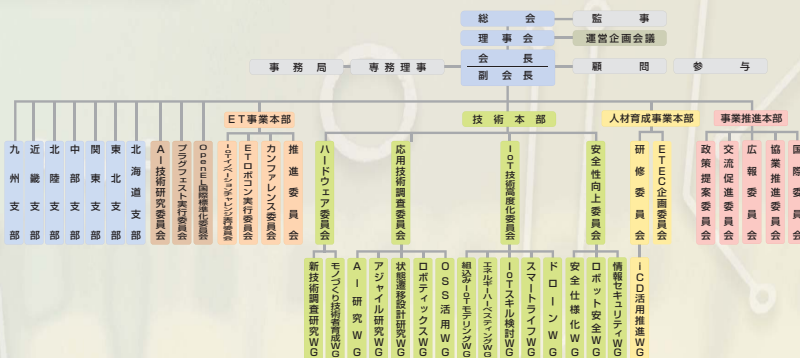 総会
監事
理事会
運営企画会議
会長
副会長
事務局
専務理事
顧問
参与
ET事業本部
技術本部
人材育成事業本部
事業推進本部
九州支部
近畿支部
北陸支部
中部支部
関東支部
東北支部
北海道支部
AI技術研究委員会
プラグフェスト実行委員会
OpenEL国際標準化委員会
IoTイノベーションチャレンジ実行委員会
ETロボコン実行委員会
カンファレンス委員会
推進委員会
ハードウェア委員会
応用技術調査委員会
IoT技術高度化委員会
安全性向上委員会
研修委員会
ETEC企画委員会
政策提案委員会
交流促進委員会
広報委員会
協業推進委員会
国際
員会
新技術調査研究WG
モノづくり技術者育成WG
AI研究WG
アジャイル研究WG
状態遷移設計研究WG
ロボティックスWG
OSS活用WG
組込みIoTモデリングWG
エネルギーハーベスティングWG
IoTスキル検討WG
スマートライフWG
ドローンWG
安全仕様化WG
ロボット安全WG
情報セキュリティWG
iCD活用推進WG